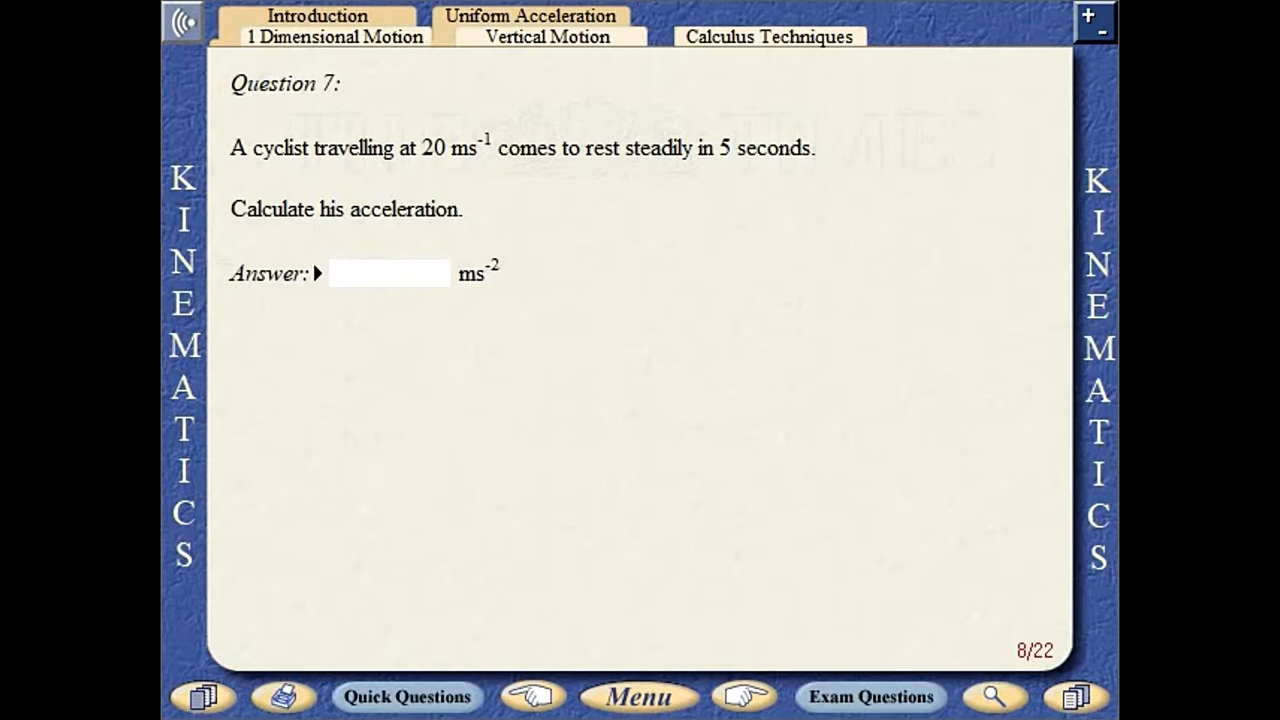 Introduction
Uniform Acceleration
1 Dimensional Motion
Vertical Motion
Calculus Techniques
+
-
Question 7:
A cyclist travelling at 20 ms-1 comes to rest steadily in 5 seconds.
Calculate his acceleration.
Answer: ms-2
KINEMATICS
KINEMATICS
8/22
Quick Questions
Menu
Exam Questions